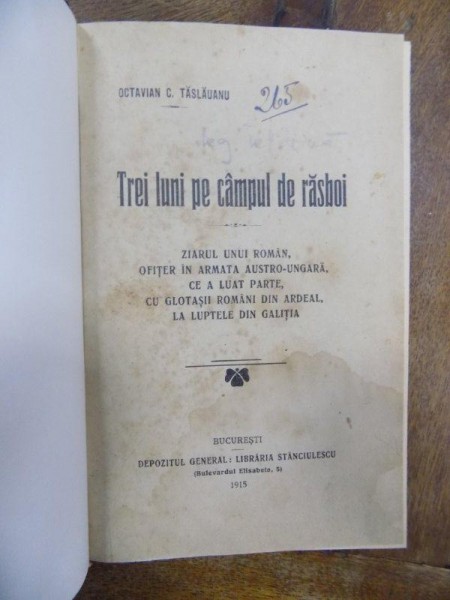 OCTAVIAN C. TĂSLĂUANU
265
Trei luni pe câmpul de răsboi
ZIARUL UNUI ROMÂN,
OFIȚER ÎN ARMATA AUSTRO-UNGARĂ,
CE A LUAT PARTE,
CU GLOTAȘII ROMÂNI DIN ARDEAL,
LA LUPTELE DIN GALIȚIA
BUCUREȘTI
DEPOZITUL GENERAL: LIBRĂRIA STĂNCIULESCU
(Bulevardul Elisabeta, 5)
1915